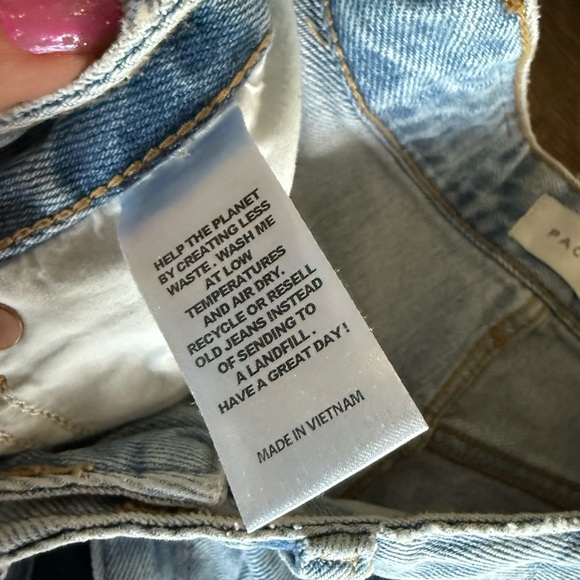 HELP THE PLANET
BY CREATING LESS
WASTE. WASH ME
AT LOW
TEMPERATURES
AND AIR DRY.
RECYCLE OR RESELL
OLD JEANS INSTEAD
OF SENDING TO
A LANDFILL.
HAVE A GREAT DAY!
MADE IN VIETNAM